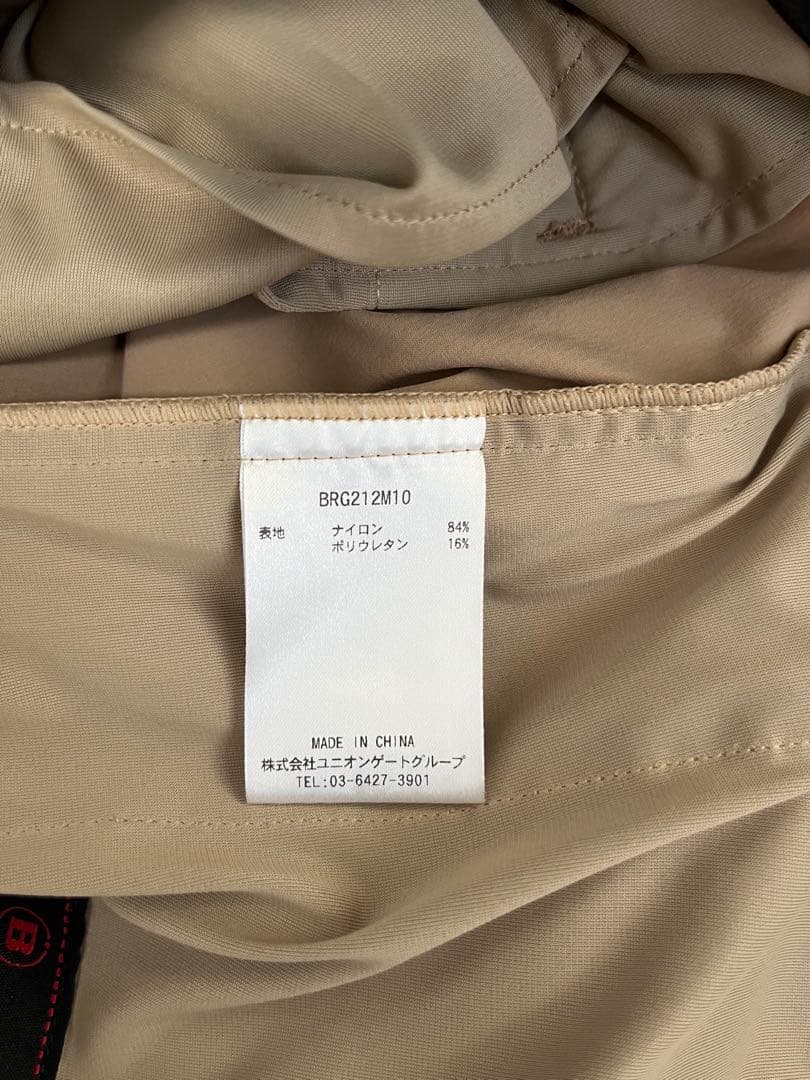 BRG212M10
表地 ナイロン 84%
ポリウレタン 16%
MADE IN CHINA
株式会社ユニオンゲートグループ
TEL:03-6427-3901
B